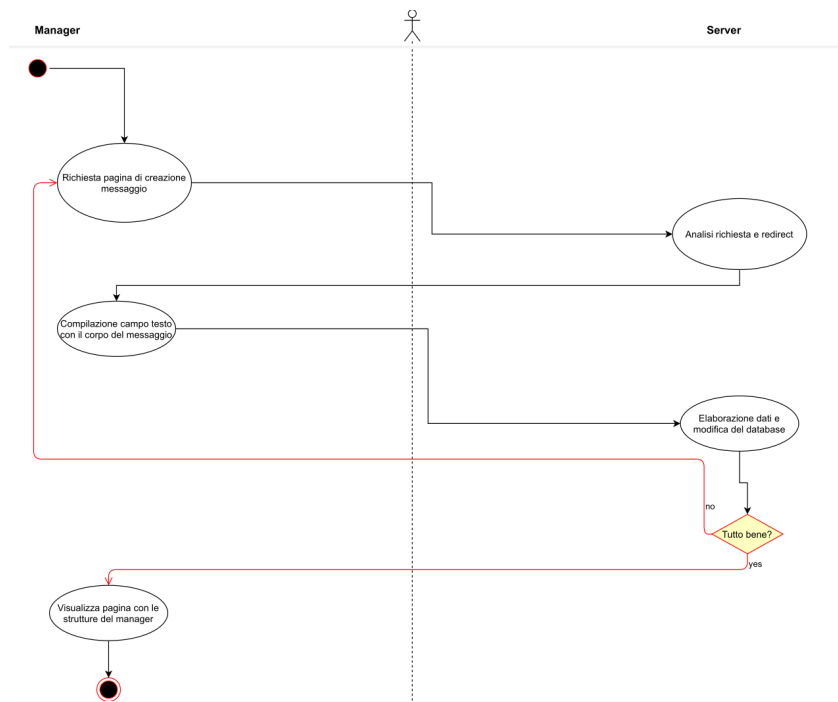 Manager
Server
Richiesta pagina di creazione
messaggio
Analisi richiesta e redirect
Compilazione campo testo
con il corpo del messaggio
Elaborazione dati e
modifica del database
no
Tutto bene?
yes
Visualizza pagina con le
strutture del manager